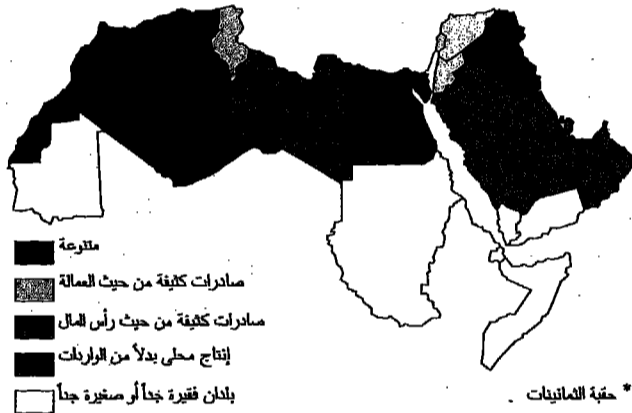 متنوعة
صادرات كثيفة من حيث العمالة
صادرات كثيفة من حيث رأس المال
إنتاج محلى بدلاً من الواردات
بلدان فقيرة جداً أو صغيرة جداً
* حقبة الثمانينات